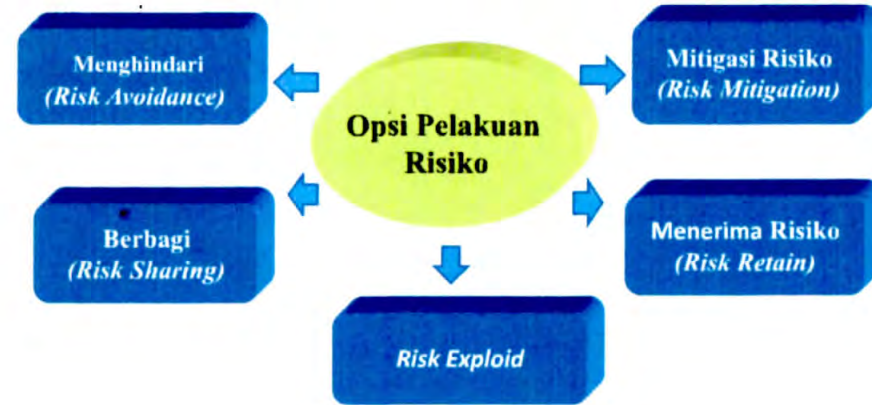 Menghindari
(Risk Avoidance)
Mitigasi Risiko
(Risk Mitigation)
Opsi Pelakuan
Risiko
Berbagi
(Risk Sharing)
Menerima Risiko
(Risk Retain)
Risk Exploid